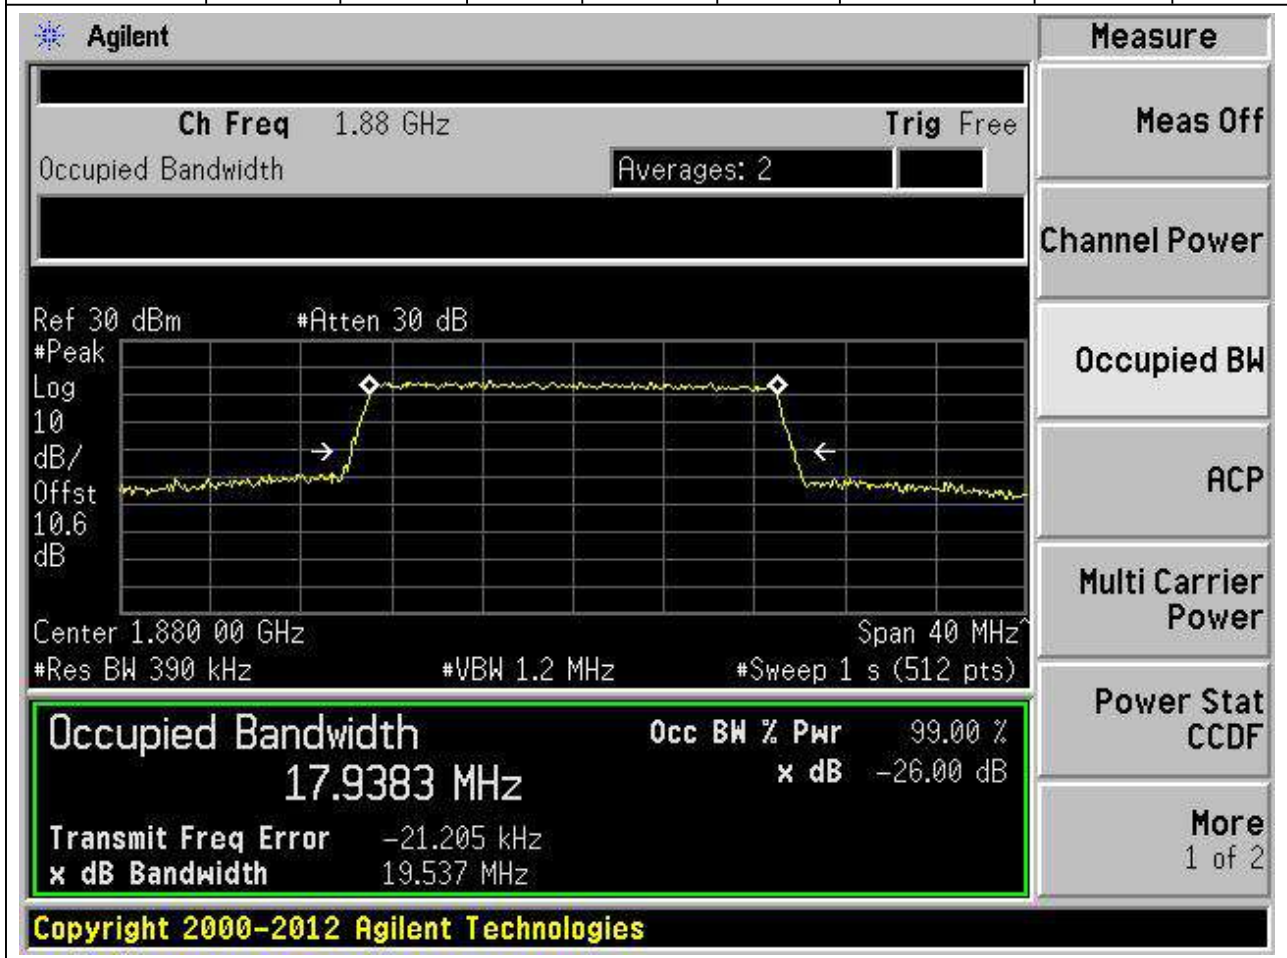 Agilent
Measure
Ch Freq 1.88 GHz Trig Free
Occupied Bandwidth Averages: 2
Meas Off
Channel Power
Occupied BW
ACP
Multi Carrier
Power
Power Stat
CCDF
More
1 of 2
Ref 30 dBm #Atten 30 dB
#Peak
Log
10
dB/
Offst
10.6
dB
Center 1.880 00 GHz Span 40 MHz^
#Res BW 390 kHz #VBW 1.2 MHz #Sweep 1 s (512 pts)
Occupied Bandwidth Occ BW % Pwr 99.00 %
17.9383 MHz x dB -26.00 dB
Transmit Freq Error -21.205 kHz
x dB Bandwidth 19.537 MHz
Copyright 2000-2012 Agilent Technologies